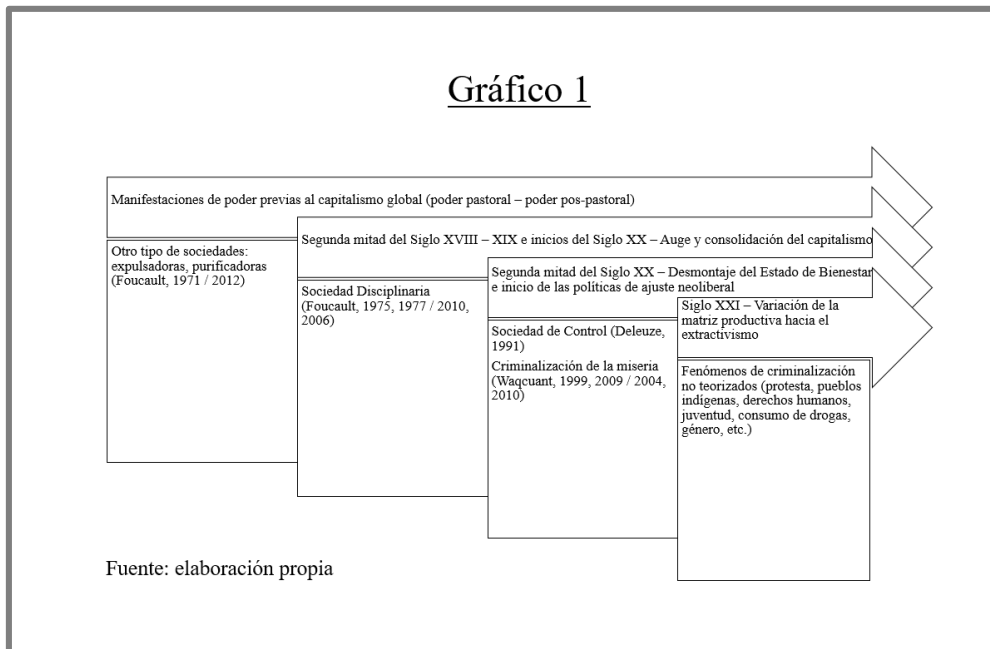 Gráfico 1
Manifestaciones de poder previas al capitalismo global (poder pastoral – poder pos-pastoral)
Otro tipo de sociedades:
expulsadoras, purificadoras
(Foucault, 1971 / 2012)
Segunda mitad del Siglo XVIII – XIX e inicios del Siglo XX – Auge y consolidación del capitalismo
Sociedad Disciplinaria
(Foucault, 1975, 1977 / 2010,
2006)
Segunda mitad del Siglo XX – Desmontaje del Estado de Bienestar
e inicio de las políticas de ajuste neoliberal
Sociedad de Control (Deleuze,
1991)
Criminalización de la miseria
(Waqcuant, 1999, 2009 / 2004,
2010)
Siglo XXI – Variación de la
matriz productiva hacia el
extractivismo
Fenómenos de criminalización
no teorizados (protesta, pueblos
indígenas, derechos humanos,
juventud, consumo de drogas,
género, etc.)
Fuente: elaboración propia